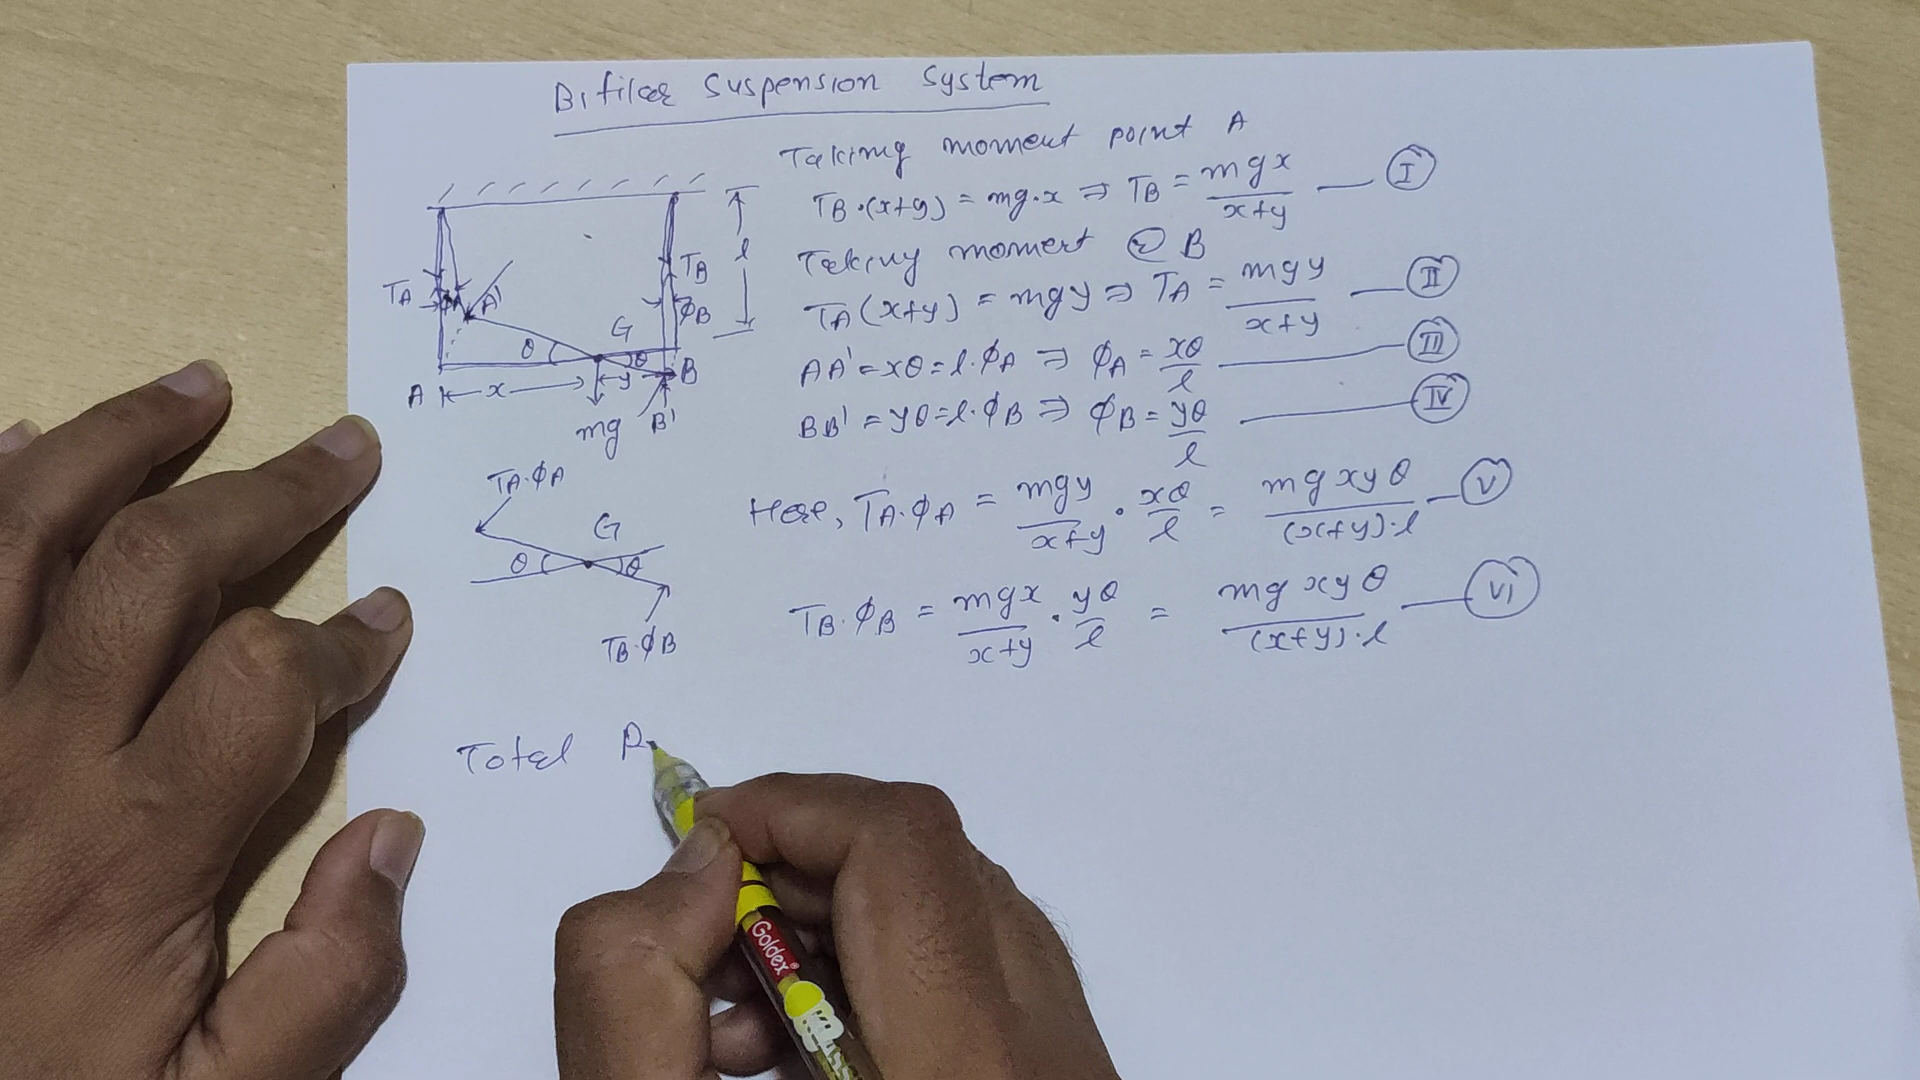 Bifilar Suspension System
Taking moment point A
TB·(x+y) = mg·x ⇒ TB = mgx/x+y — I
Taking moment @ B
TA(x+y) = mgy ⇒ TA = mgy/x+y — II
AA' = xθ = l·ϕA ⇒ ϕA = xθ/l — III
BB' = yθ = l·ϕB ⇒ ϕB = yθ/l — IV
Here, TA·ϕA = mgy/x+y · xθ/l = mgxyθ/(x+y)·l — V
TB·ϕB = mgx/x+y · yθ/l = mgxyθ/(x+y)·l — VI
l
TA
ϕA
A'
TB
ϕB
G
θ
θ
A
x
y
B
mg
B'
TA·ϕA
G
θ
θ
TB·ϕB
Total R
Goldex